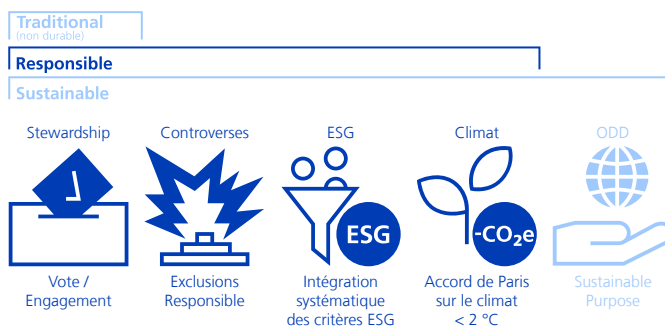 Traditional
(non durable)
Responsible
Sustainable
Stewardship
Controverses
ESG
Climat
ODD
ESG
-CO₂e
Vote /
Engagement
Exclusions
Responsible
Intégration
systématique
des critères ESG
Accord de Paris
sur le climat
< 2 °C
Sustainable
Purpose